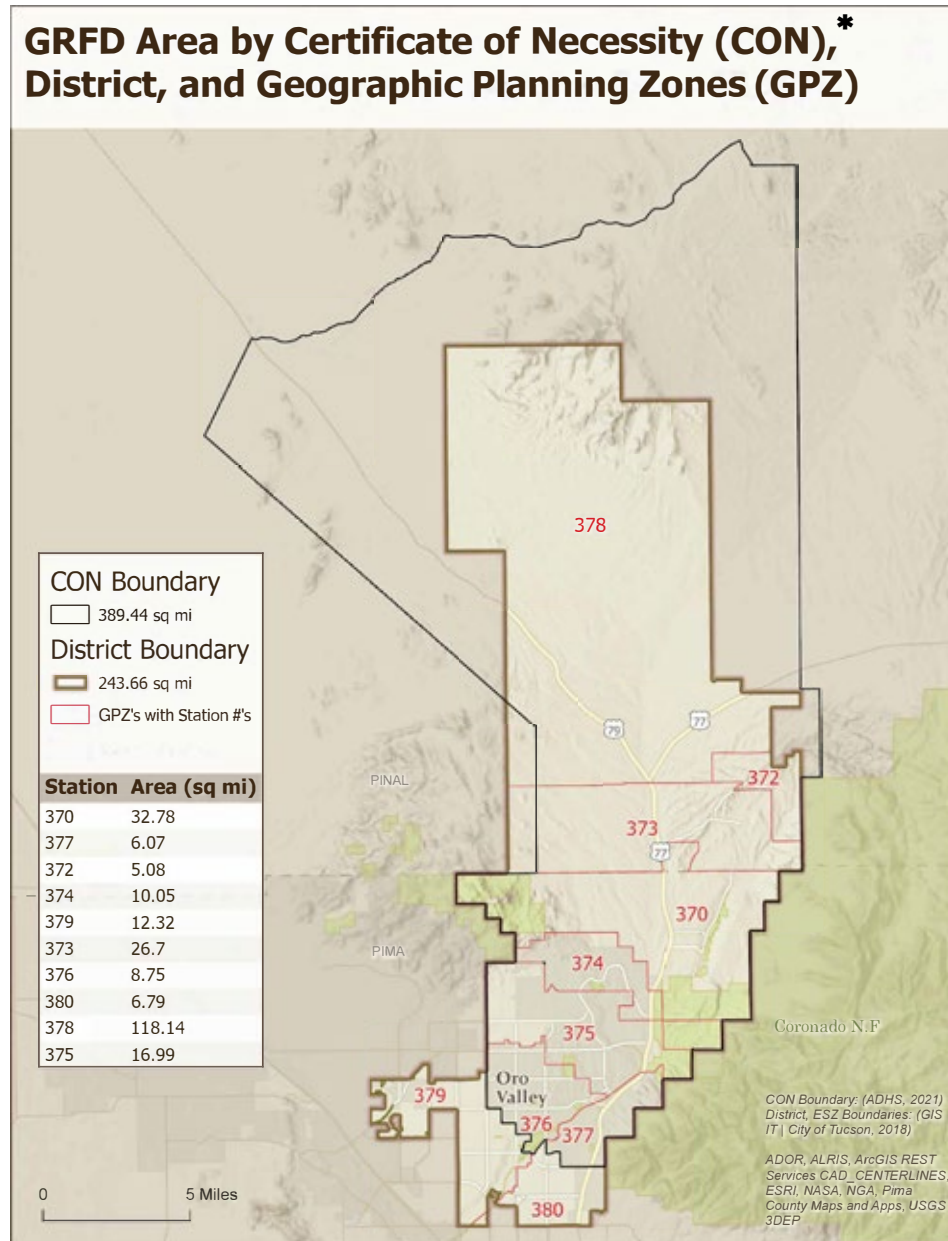 GRFD Area by Certificate of Necessity (CON),*
District, and Geographic Planning Zones (GPZ)
378
CON Boundary
389.44 sq mi
District Boundary
243.66 sq mi
GPZ's with Station #'s
Station Area (sq mi)
370 32.78
377 6.07
372 5.08
374 10.05
379 12.32
373 26.7
376 8.75
380 6.79
378 118.14
375 16.99
79
77
PINAL
372
373
77
370
PIMA
374
375
Coronado N.F
Oro
Valley
379
376
377
380
0 5 Miles
CON Boundary: (ADHS, 2021)
District, ESZ Boundaries: (GIS
IT | City of Tucson, 2018)
ADOR, ALRIS, ArcGIS REST
Services CAD_CENTERLINES,
ESRI, NASA, NGA, Pima
County Maps and Apps, USGS
3DEP